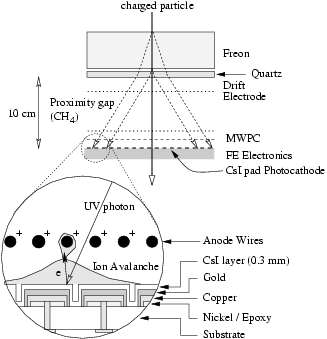 charged particle
Freon
Quartz
Drift
Electrode
10 cm
Proximity gap
(CH4)
MWPC
FE Electronics
CsI pad Photocathode
UV photon
+ + + + +
Anode Wires
e
Ion Avalanche
CsI layer (0.3 mm)
Gold
Copper
Nickel / Epoxy
Substrate